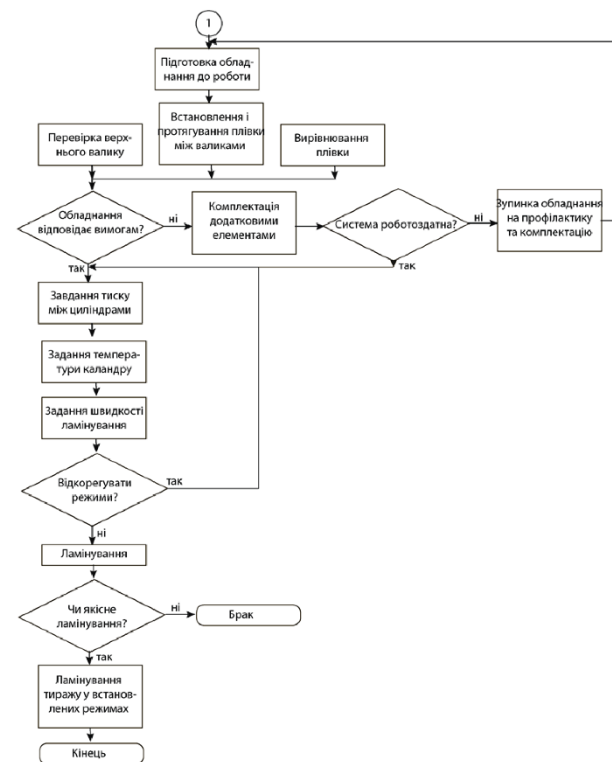 1
Підготовка облад-
нання до роботи
Встановлення і
протягування плівки
між валиками
Перевірка верх-
нього валику
Вирівнювання
плівки
Обладнання
відповідає вимогам?
ні
Комплектація
додатковими
елементами
Система роботоздатна?
ні
Зупинка обладнання
на профілактику
та комплектацію
так
так
Завдання тиску
між циліндрами
Задання темпера-
тури каландру
Задання швидкості
ламінування
Відкорегувати
режими?
так
ні
Ламінування
Чи якісне
ламінування?
ні
Брак
так
Ламінування
тиражу у встанов-
лених режимах
Кінець